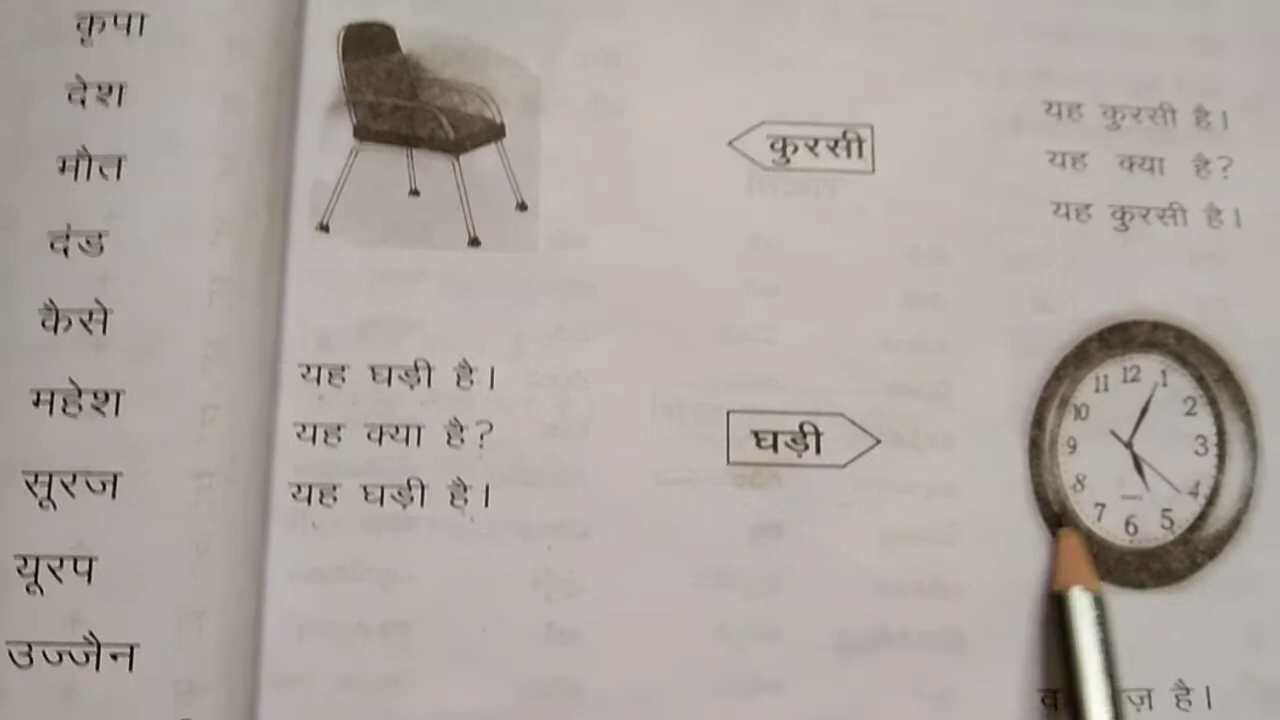 कृपा
देश
मौत
दंड
कैसे
महेश
सूरज
यूरप
उज्जैन
कुरसी
यह कुरसी है।
यह क्या है?
यह कुरसी है।
यह घड़ी है।
यह क्या है?
यह घड़ी है।
घड़ी
11 12 1
10 2
9 3
8 4
7 6 5
है।